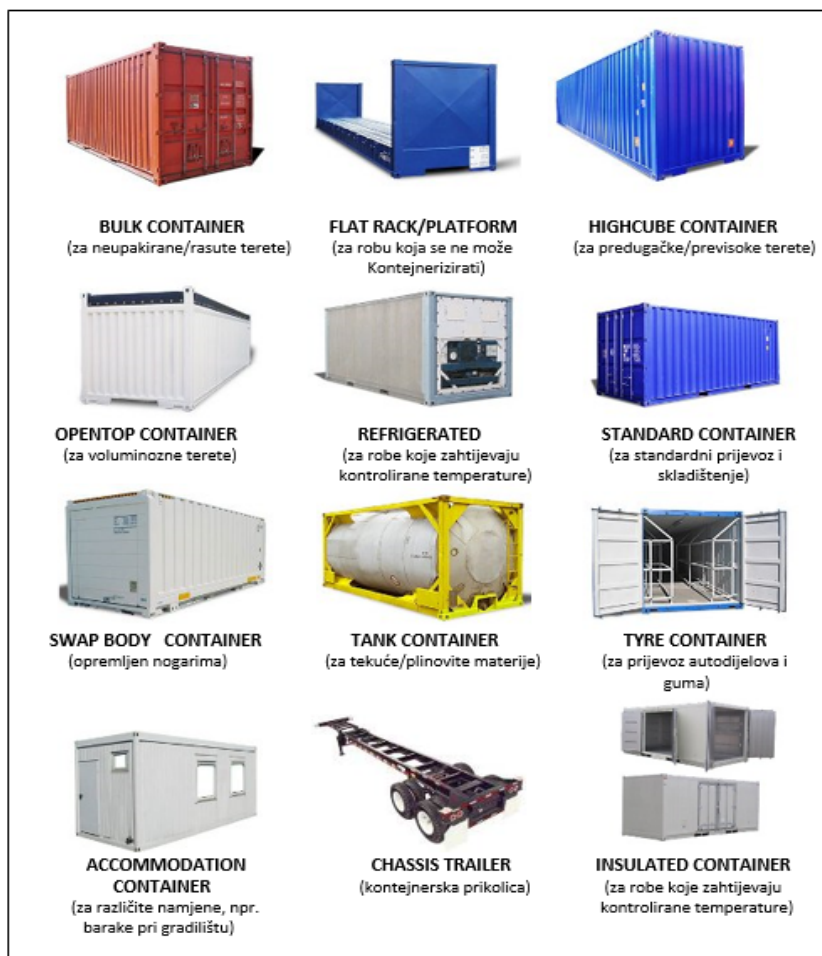 BULK CONTAINER
(za neupakirane/rasute terete)
FLAT RACK/PLATFORM
(za robu koja se ne može
Kontejnerizirati)
HIGHCUBE CONTAINER
(za predugačke/previsoke terete)
OPENTOP CONTAINER
(za voluminozne terete)
REFRIGERATED
(za robe koje zahtijevaju
kontrolirane temperature)
STANDARD CONTAINER
(za standardni prijevoz i
skladištenje)
SWAP BODY CONTAINER
(opremljen nogarima)
TANK CONTAINER
(za tekuće/plinovite materije)
TYRE CONTAINER
(za prijevoz autodijelova i
guma)
ACCOMMODATION
CONTAINER
(za različite namjene, npr.
barake pri gradilištu)
CHASSIS TRAILER
(kontejnerska prikolica)
INSULATED CONTAINER
(za robe koje zahtijevaju
kontrolirane temperature)